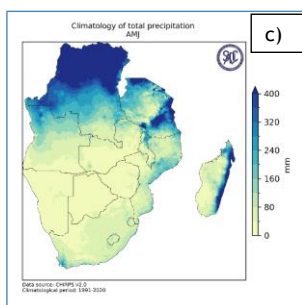 Climatology of total precipitation
AMJ
c)
400
320
240
160
80
0
mm
Data source: CHIRPS v2.0
Climatological period: 1991-2020